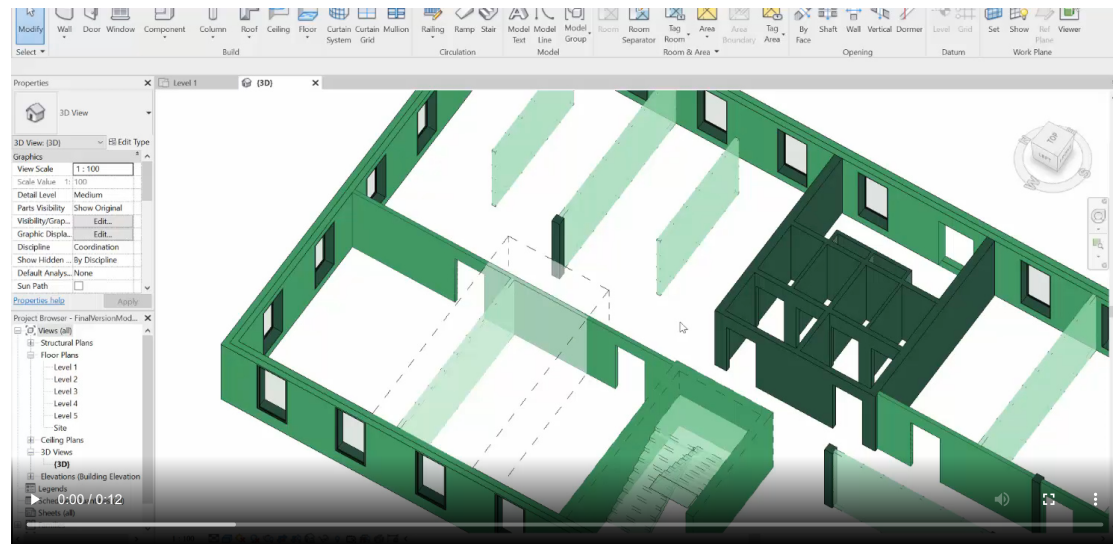 Modify Wall Door Window Component Column Roof Ceiling Floor Curtain System Curtain Grid Mullion Railing Ramp Stair Model Text Model Line Model Group Room Room Separator Tag Room Area Area Boundary Tag Area By Face Shaft Wall Vertical Dormer Level Grid Set Show Ref Plane Viewer
Select Build Circulation Model Room & Area Opening Datum Work Plane
Properties
Level 1 {3D}
3D View
3D View: {3D} Edit Type
Graphics
View Scale 1 : 100
Scale Value 1: 100
Detail Level Medium
Parts Visibility Show Original
Visibility/Grap... Edit...
Graphic Displa... Edit...
Discipline Coordination
Show Hidden ... By Discipline
Default Analys... None
Sun Path
Properties help Apply
Project Browser - FinalVersionMod...
Views (all)
Structural Plans
Floor Plans
Level 1
Level 2
Level 3
Level 4
Level 5
Site
Ceiling Plans
3D Views
{3D}
Elevations (Building Elevation
Legends
Sheets (all)
0:00 / 0:12
TOP
LEFT